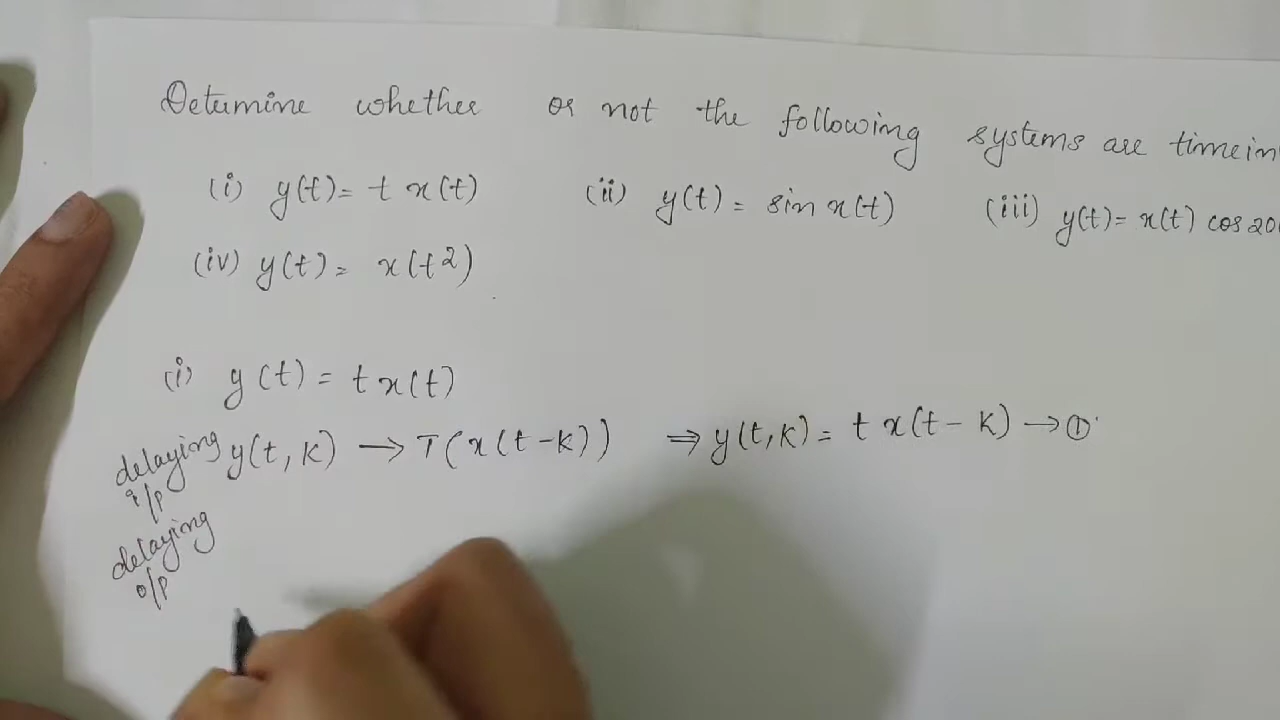 Determine whether or not the following systems are timein
(i) y(t)= t x(t) (ii) y(t) = sin x(t) (iii) y(t)= x(t) cos 20
(iv) y(t)= x(t2)
(i) y(t) = t x(t)
delaying i/p y(t, k) → T(x(t-k)) ⇒ y(t,k)= t x(t-k) → ①
delaying o/p